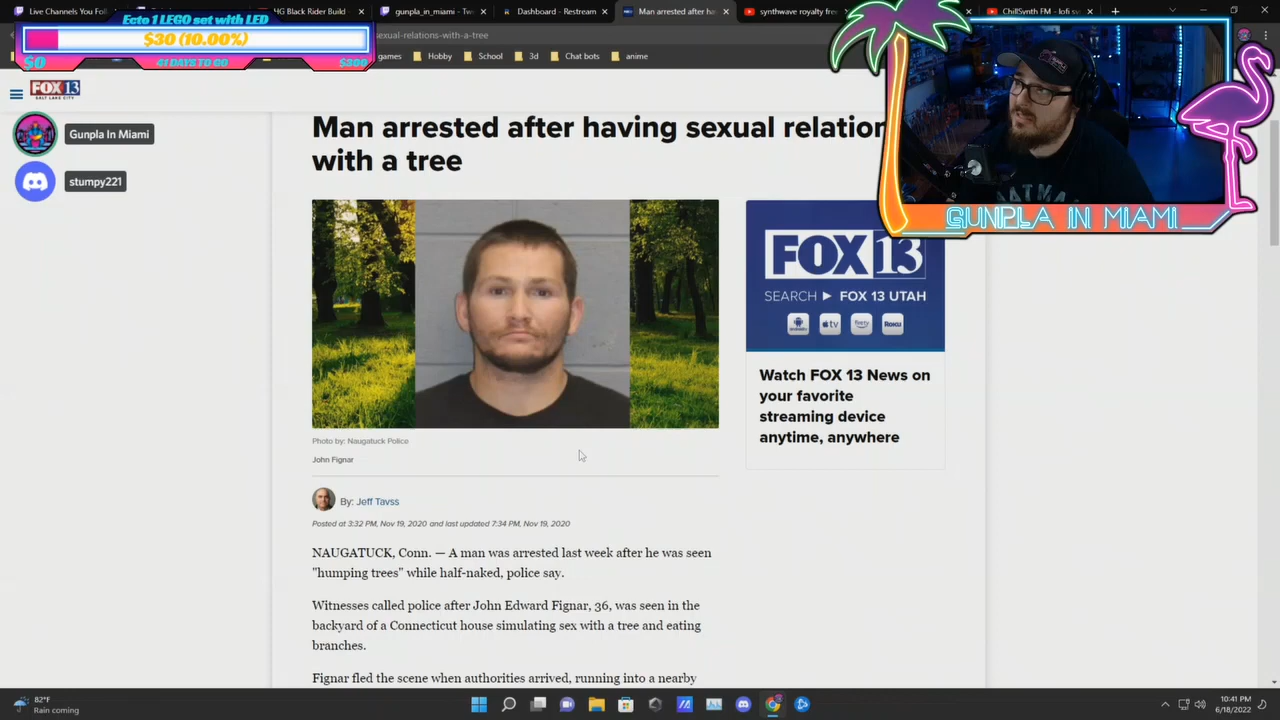 Live Channels You Foll
HG Black Rider Build
gunpla_in_miami - Tw
Dashboard - Restream
Man arrested after ha
synthwave royalty fre
ChillSynth FM - lofi s
Ecto 1 LEGO set with LED
$30 (10.00%)
$0
41 DAYS TO GO
$300
sexual-relations-with-a-tree
games
Hobby
School
3d
Chat bots
anime
FOX 13
SALT LAKE CITY
Gunpla In Miami
stumpy221
Man arrested after having sexual relation
with a tree
GUNPLA IN MIAMI
FOX 13
SEARCH ▶ FOX 13 UTAH
tv
fire tv
Roku
Watch FOX 13 News on
your favorite
streaming device
anytime, anywhere
Photo by: Naugatuck Police
John Fignar
By: Jeff Tavss
Posted at 3:32 PM, Nov 19, 2020 and last updated 7:34 PM, Nov 19, 2020
NAUGATUCK, Conn. — A man was arrested last week after he was seen
"humping trees" while half-naked, police say.
Witnesses called police after John Edward Fignar, 36, was seen in the
backyard of a Connecticut house simulating sex with a tree and eating
branches.
Fignar fled the scene when authorities arrived, running into a nearby
82°F
Rain coming
10:41 PM
6/18/2022